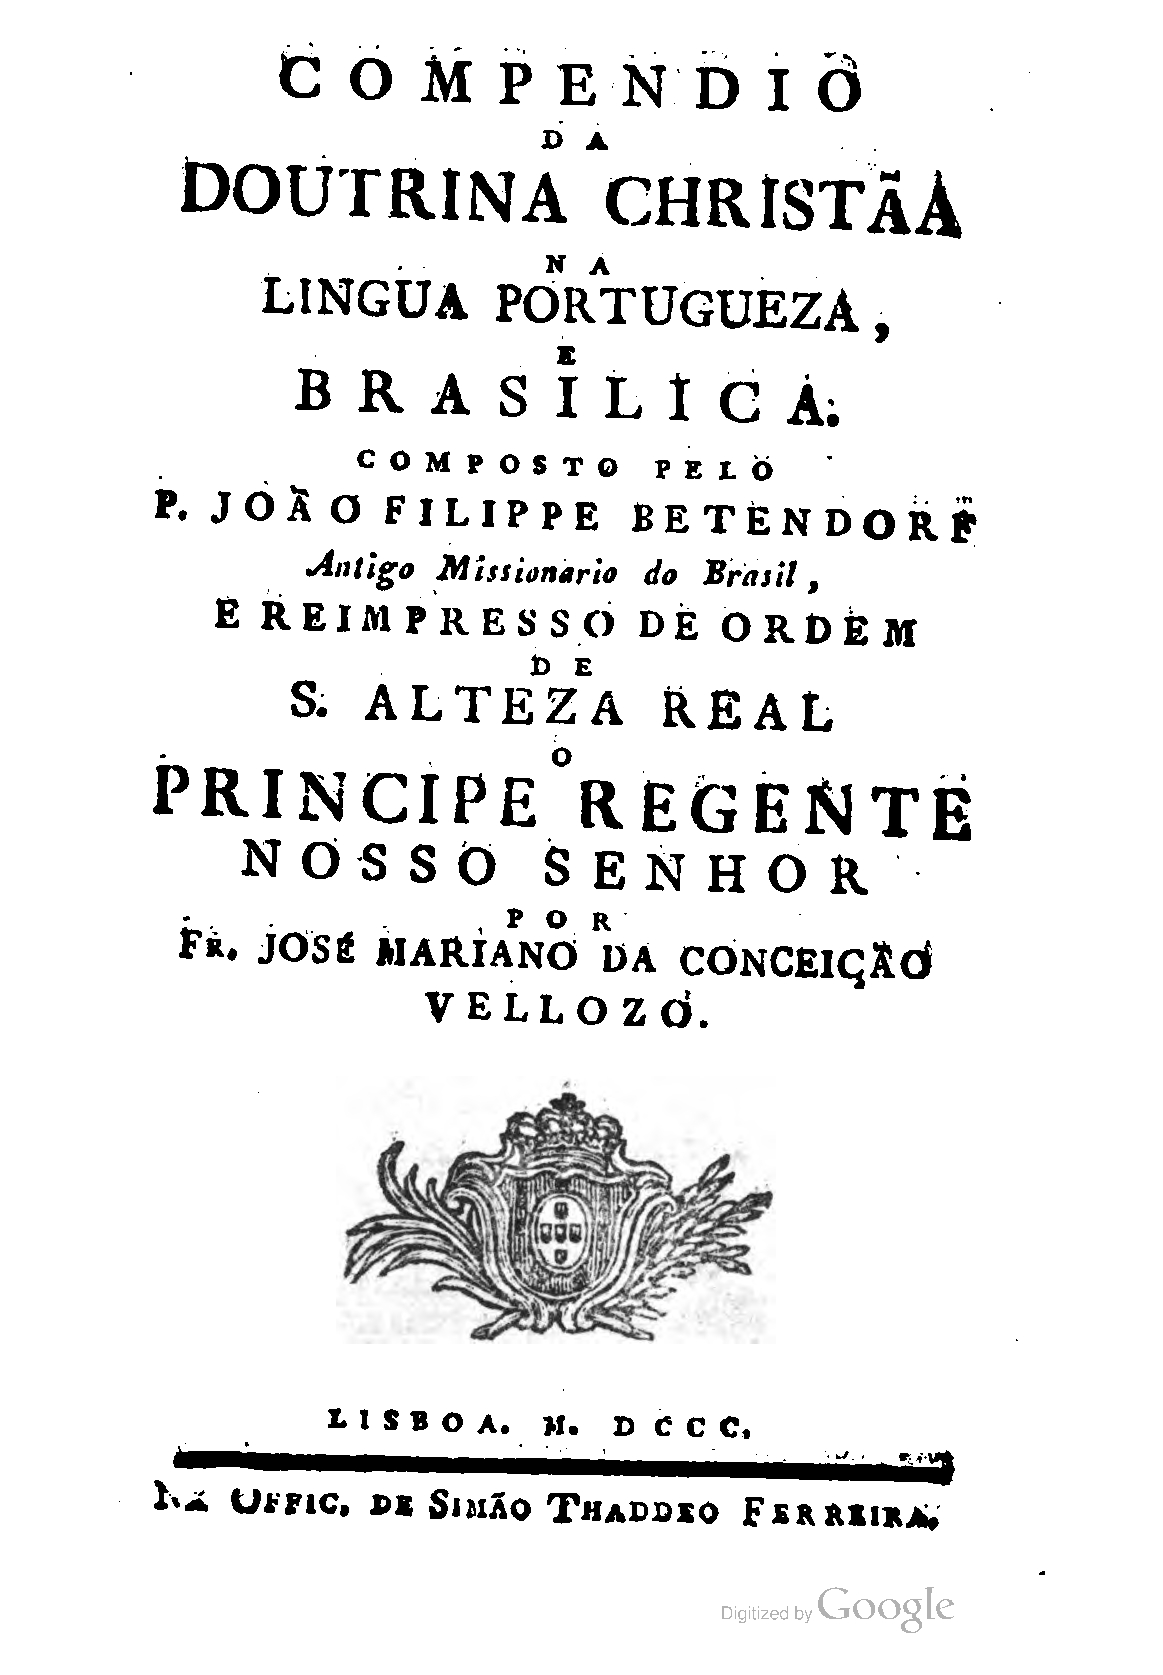 COMPENDIO
DA
DOUTRINA CHRISTÃA
NA
LINGUA PORTUGUEZA,
E
BRASILICA:
COMPOSTO PELO
P. JOÃO FILIPPE BETENDORF
Antigo Missionario do Brasil,
E REIMPRESSO DE ORDEM
DE
S. ALTEZA REAL
O
PRINCIPE REGENTE
NOSSO SENHOR
POR
FR. JOSÉ MARIANO DA CONCEIÇÃO
VELLOZO.
LISBOA. M. DCCC.
NA OFFIC. DE SIMÃO THADDEO FERREIRA.
Digitized by Google